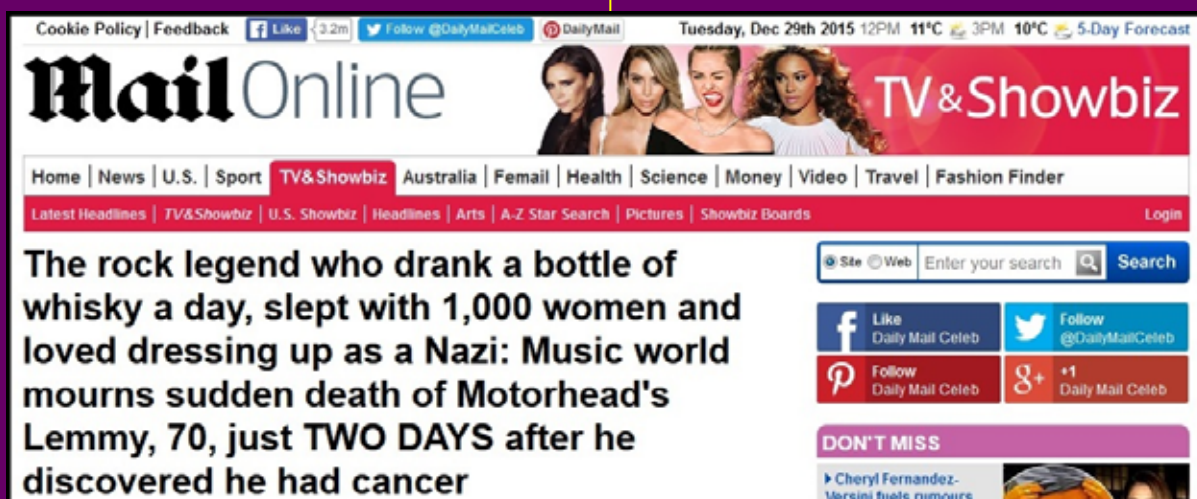 Cookie Policy | Feedback Like 3.2m Follow @DailyMailCeleb DailyMail Tuesday, Dec 29th 2015 12PM 11°C 3PM 10°C 5-Day Forecast
Mail Online TV&Showbiz
Home | News | U.S. | Sport TV&Showbiz Australia | Femail | Health | Science | Money | Video | Travel | Fashion Finder
Latest Headlines | TV&Showbiz | U.S. Showbiz | Headlines | Arts | A-Z Star Search | Pictures | Showbiz Boards Login
The rock legend who drank a bottle of
whisky a day, slept with 1,000 women and
loved dressing up as a Nazi: Music world
mourns sudden death of Motorhead's
Lemmy, 70, just TWO DAYS after he
discovered he had cancer
Site Web Enter your search Search
Like
Daily Mail Celeb
Follow
@DailyMailCeleb
Follow
Daily Mail Celeb
+1
Daily Mail Celeb
DON'T MISS
Cheryl Fernandez-
Versini fuels rumours